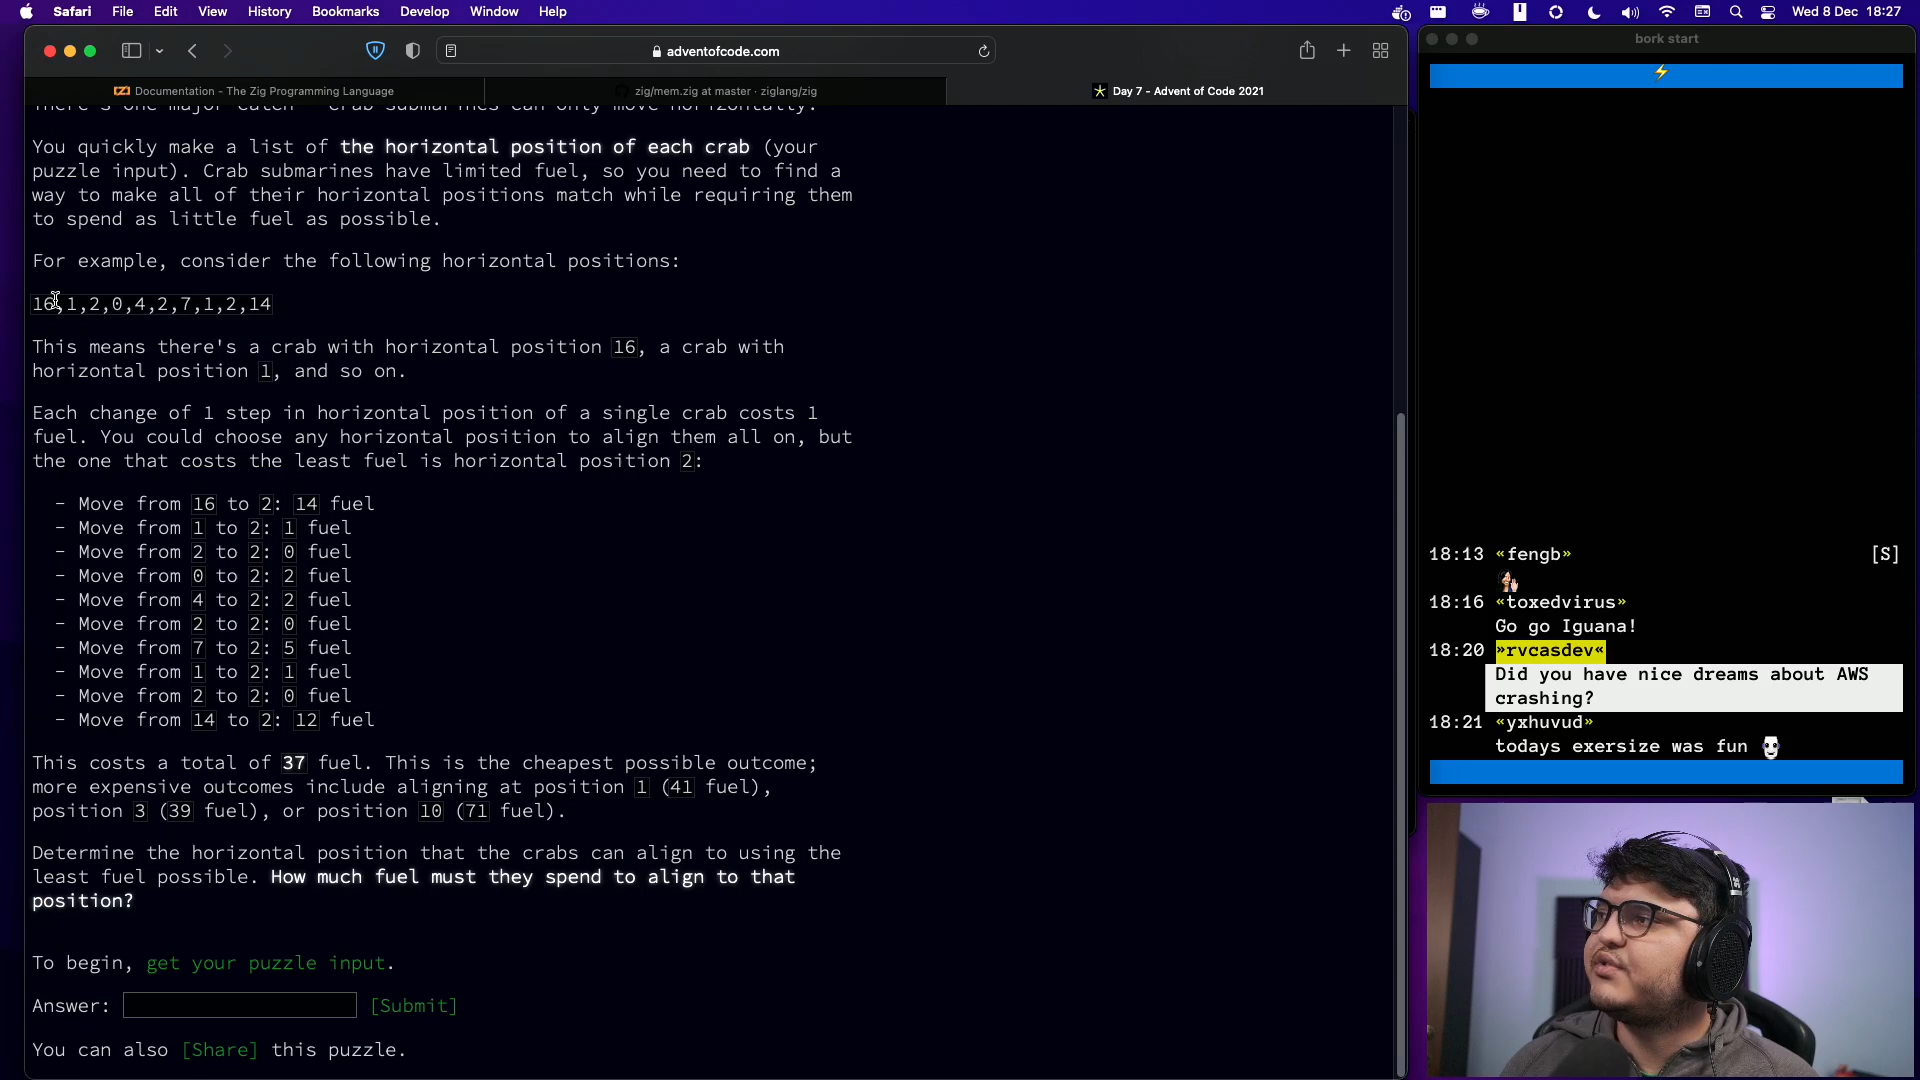 Safari File Edit View History Bookmarks Develop Window Help
Wed 8 Dec 18:27
adventofcode.com
Documentation - The Zig Programming Language
zig/mem.zig at master · ziglang/zig
Day 7 - Advent of Code 2021
There's one major catch - crab submarines can only move horizontally.
You quickly make a list of the horizontal position of each crab (your
puzzle input). Crab submarines have limited fuel, so you need to find a
way to make all of their horizontal positions match while requiring them
to spend as little fuel as possible.
For example, consider the following horizontal positions:
16,1,2,0,4,2,7,1,2,14
This means there's a crab with horizontal position 16, a crab with
horizontal position 1, and so on.
Each change of 1 step in horizontal position of a single crab costs 1
fuel. You could choose any horizontal position to align them all on, but
the one that costs the least fuel is horizontal position 2:
- Move from 16 to 2: 14 fuel
- Move from 1 to 2: 1 fuel
- Move from 2 to 2: 0 fuel
- Move from 0 to 2: 2 fuel
- Move from 4 to 2: 2 fuel
- Move from 2 to 2: 0 fuel
- Move from 7 to 2: 5 fuel
- Move from 1 to 2: 1 fuel
- Move from 2 to 2: 0 fuel
- Move from 14 to 2: 12 fuel
This costs a total of 37 fuel. This is the cheapest possible outcome;
more expensive outcomes include aligning at position 1 (41 fuel),
position 3 (39 fuel), or position 10 (71 fuel).
Determine the horizontal position that the crabs can align to using the
least fuel possible. How much fuel must they spend to align to that
position?
To begin, get your puzzle input.
Answer: [Submit]
You can also [Share] this puzzle.
bork start
18:13 «fengb» [S]
18:16 «toxedvirus»
Go go Iguana!
18:20 »rvcasdev«
Did you have nice dreams about AWS
crashing?
18:21 «yxhuvud»
todays exersize was fun